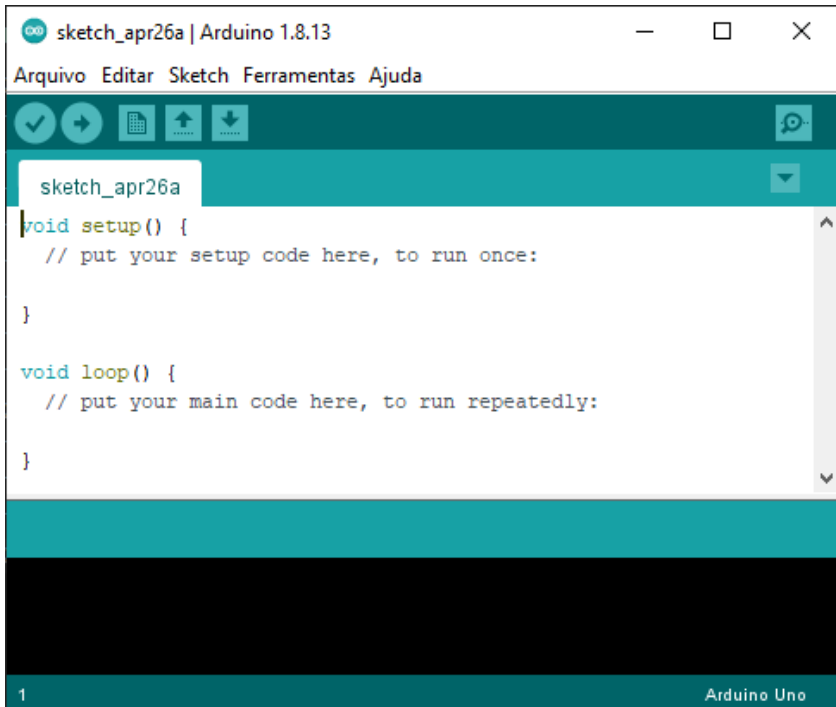 sketch_apr26a | Arduino 1.8.13
Arquivo Editar Sketch Ferramentas Ajuda
sketch_apr26a
void setup() {
  // put your setup code here, to run once:
}
void loop() {
  // put your main code here, to run repeatedly:
}
1 Arduino Uno